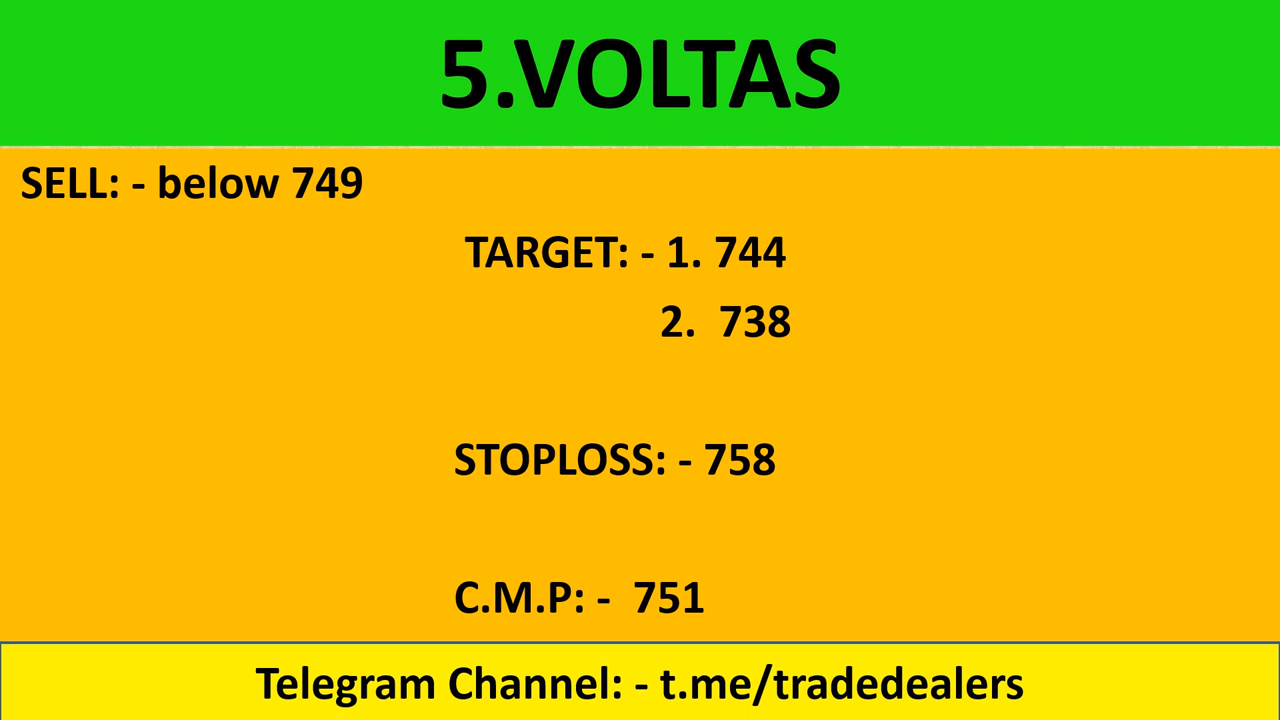 5.VOLTAS
SELL: - below 749
TARGET: - 1. 744
2. 738
STOPLOSS: - 758
C.M.P: - 751
Telegram Channel: - t.me/tradedealers